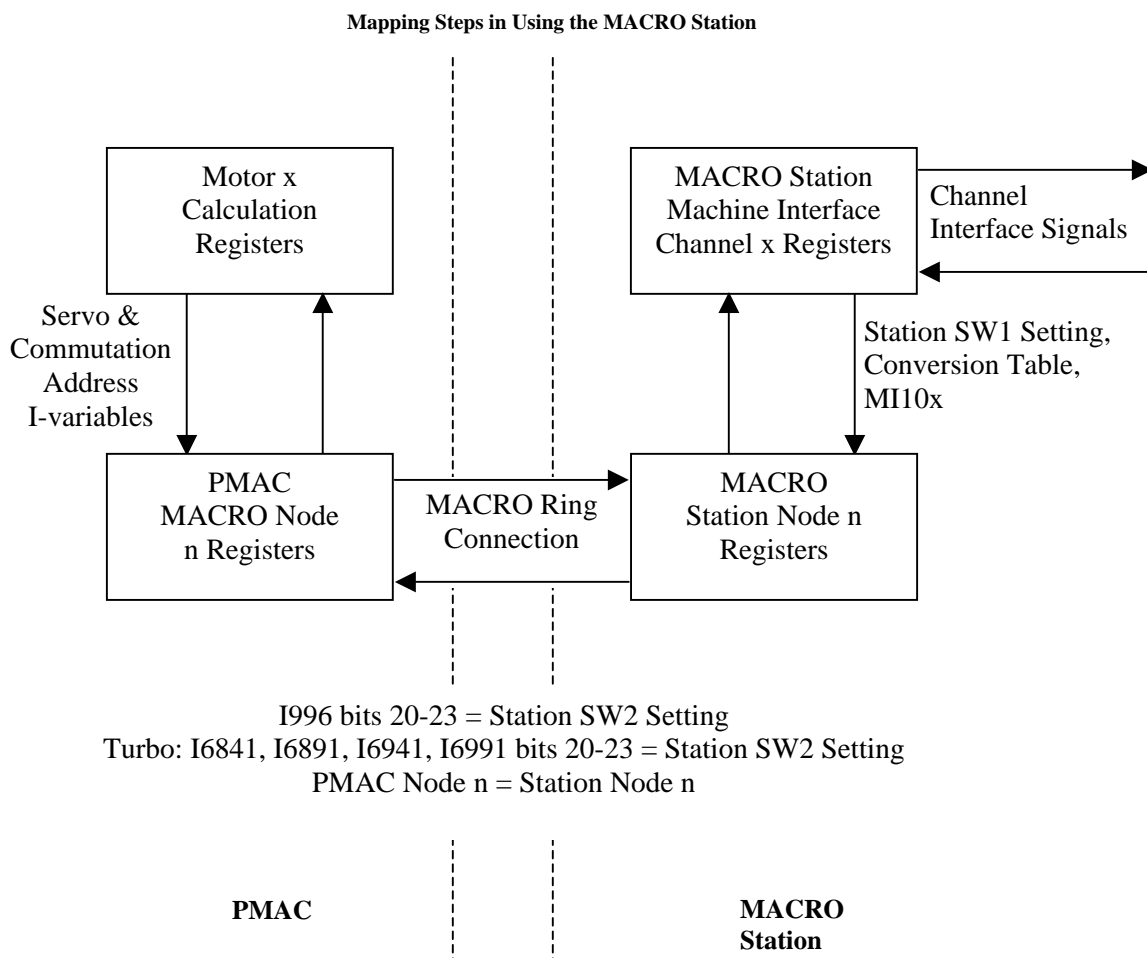 Mapping Steps in Using the MACRO Station
Motor x
Calculation
Registers
MACRO Station
Machine Interface
Channel x Registers
Channel
Interface Signals
Servo &
Commutation
Address
I-variables
Station SW1 Setting,
Conversion Table,
MI10x
PMAC
MACRO Node
n Registers
MACRO Ring
Connection
MACRO
Station Node n
Registers
I996 bits 20-23 = Station SW2 Setting
Turbo: I6841, I6891, I6941, I6991 bits 20-23 = Station SW2 Setting
PMAC Node n = Station Node n
PMAC
MACRO
Station